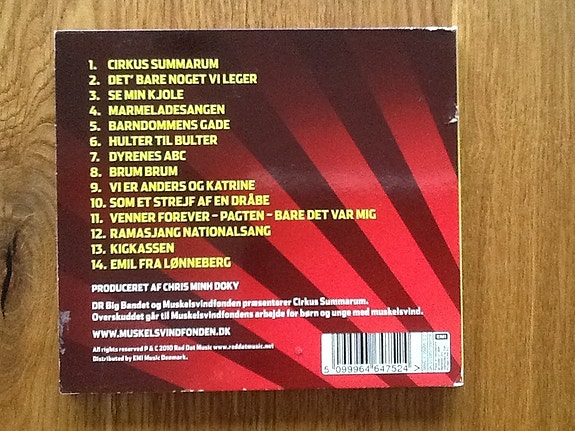 1. CIRKUS SUMMARUM
2. DET' BARE NOGET VI LEGER
3. SE MIN KJOLE
4. MARMELADESANGEN
5. BARNDOMMENS GADE
6. HULTER TIL BULTER
7. DYRENES ABC
8. BRUM BRUM
9. VI ER ANDERS OG KATRINE
10. SOM ET STREJF AF EN DRÅBE
11. VENNER FOREVER – PAGTEN – BARE DET VAR MIG
12. RAMASJANG NATIONALSANG
13. KIGKASSEN
14. EMIL FRA LØNNEBERG
PRODUCERET AF CHRIS MINH DOKY
DR Big Bandet og Muskelsvindfonden præsenterer Cirkus Summarum.
Overskuddet går til Muskelsvindfondens arbejde for børn og unge med muskelsvind.
WWW.MUSKELSVINDFONDEN.DK
All rights reserved P & C 2010 Red Dot Music www.reddotmusic.net
Distributed by EMI Music Denmark.
5 099964 647524 >
EMI